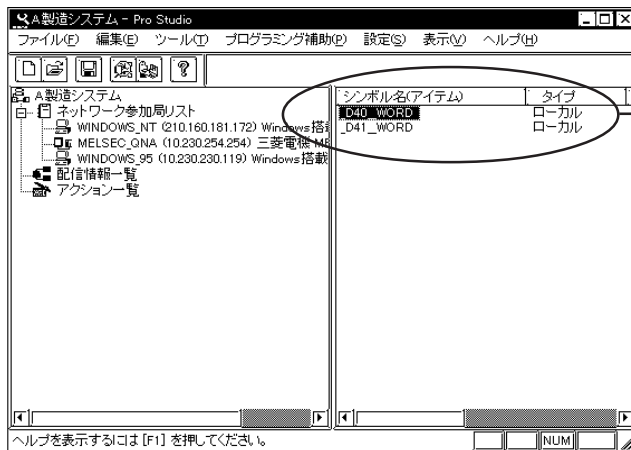 A製造システム - Pro Studio
ファイル(F) 編集(E) ツール(T) プログラミング補助(P) 設定(S) 表示(V) ヘルプ(H)
A製造システム
ネットワーク参加局リスト
WINDOWS_NT (210.160.181.172) Windows搭
MELSEC_QNA (10.230.254.254) 三菱電機 ME
WINDOWS_95 (10.230.230.119) Windows搭載
配信情報一覧
アクション一覧
シンボル名(アイテム) タイプ
_D40__WORD ローカル
_D41__WORD ローカル
ヘルプを表示するには [F1] を押してください。
NUM